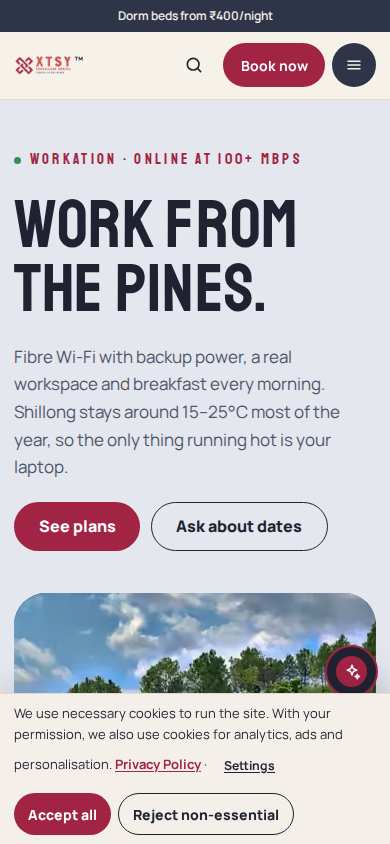 Dorm beds from ₹400/night
XTSY™
Book now
WORKATION · ONLINE AT 100+ MBPS
WORK FROM
THE PINES.
Fibre Wi-Fi with backup power, a real
workspace and breakfast every morning.
Shillong stays around 15–25°C most of the
year, so the only thing running hot is your
laptop.
See plans
Ask about dates
We use necessary cookies to run the site. With your
permission, we also use cookies for analytics, ads and
personalisation. Privacy Policy · Settings
Accept all
Reject non-essential